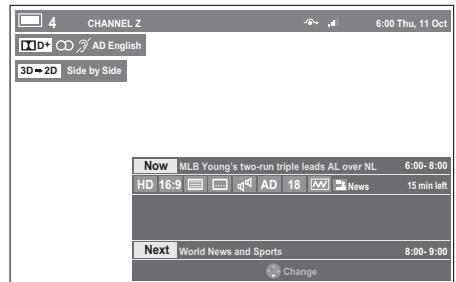 4 CHANNEL Z 6:00 Thu, 11 Oct
D+ AD English
3D➡2D Side by Side
Now MLB Young's two-run triple leads AL over NL 6:00- 8:00
HD 16:9 AD 18 News 15 min left
Next World News and Sports 8:00- 9:00
Change